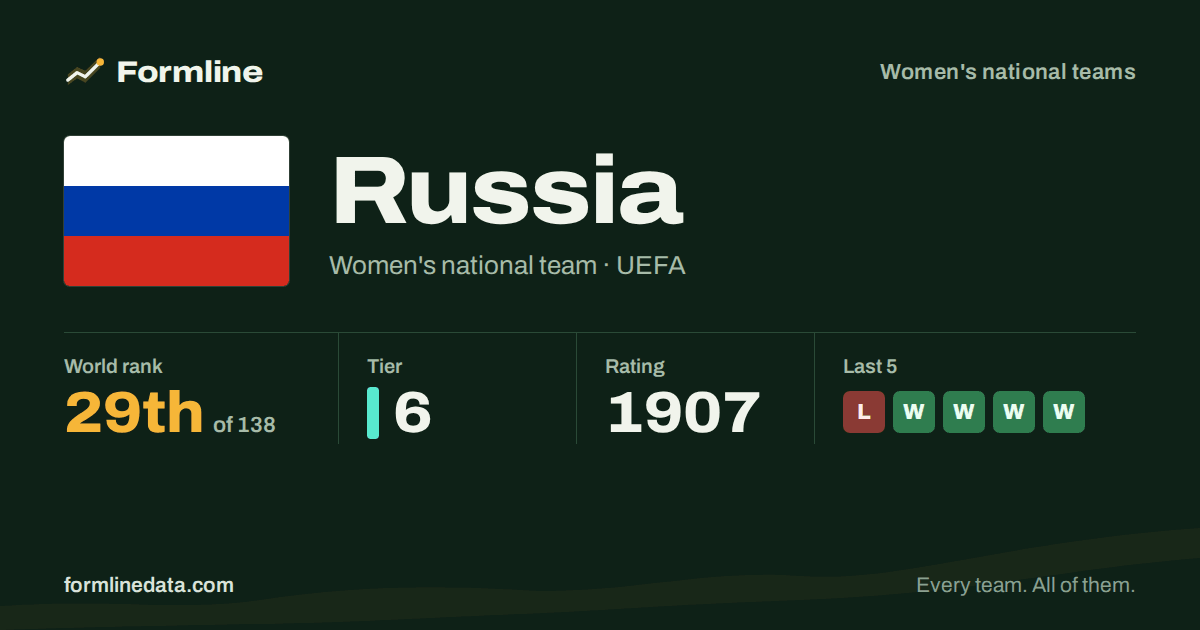 Formline
Women's national teams
Russia
Women's national team · UEFA
World rank
29th of 138
Tier
6
Rating
1907
Last 5
L W W W W
formlinedata.com
Every team. All of them.